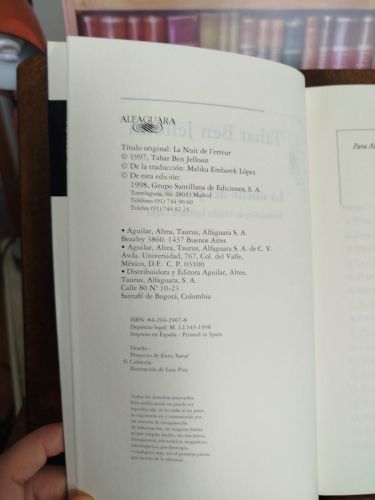 ALFAGUARA
Título original: La Nuit de l'erreur
© 1997, Tahar Ben Jelloun
© De la traducción: Malika Embarek López
© De esta edición:
1998, Grupo Santillana de Ediciones, S. A.
Torrelaguna, 60. 28043 Madrid
Teléfono (91) 744 90 60
Telefax (91) 744 92 24
• Aguilar, Altea, Taurus, Alfaguara S. A.
Beazley 3860. 1437 Buenos Aires
• Aguilar, Altea, Taurus, Alfaguara S. A. de C. V.
Avda. Universidad, 767, Col. del Valle,
México, D.F. C. P. 03100
• Distribuidora y Editora Aguilar, Altea,
Taurus, Alfaguara, S. A.
Calle 80 Nº 10-23
Santafé de Bogotá, Colombia
ISBN: 84-204-2967-8
Depósito legal: M. 12.543-1998
Impreso en España - Printed in Spain
Diseño:
Proyecto de Enric Satué
© Cubierta:
Ilustración de Luis Pita
Todos los derechos reservados.
Esta publicación no puede ser
reproducida, ni en todo ni en parte,
ni registrada en o transmitida por,
un sistema de recuperación
de información, en ninguna forma
ni por ningún medio, sea mecánico,
fotoquímico, electrónico, magnético,
electroóptico, por fotocopia,
o cualquier otro, sin el permiso previo
por escrito de la editorial.
Tahar Ben Jelloun
Para